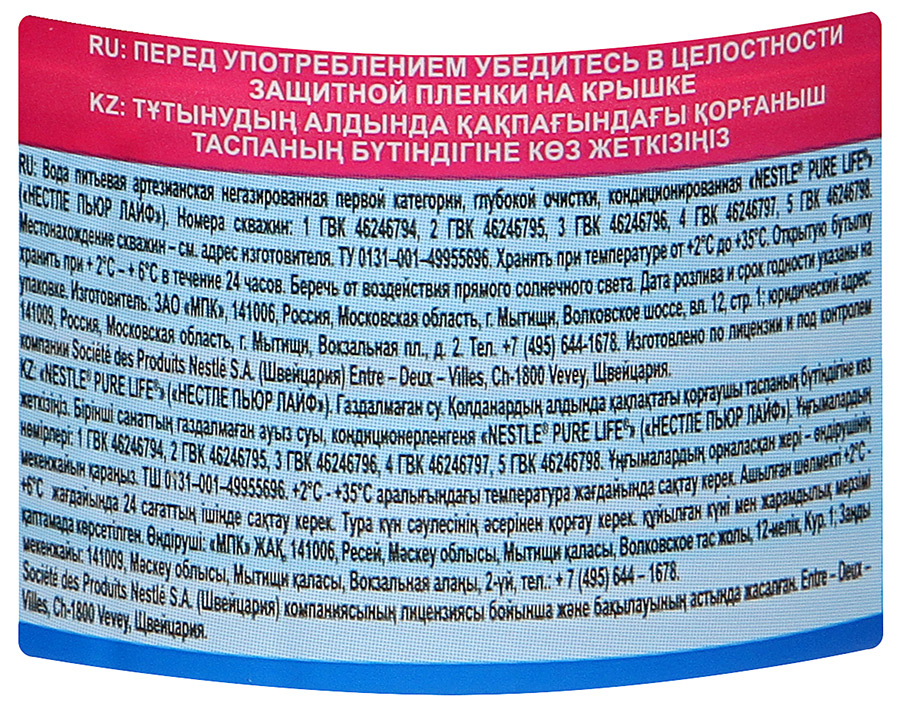 RU: ПЕРЕД УПОТРЕБЛЕНИЕМ УБЕДИТЕСЬ В ЦЕЛОСТНОСТИ
ЗАЩИТНОЙ ПЛЕНКИ НА КРЫШКЕ
KZ: ТҰТЫНУДЫҢ АЛДЫНДА ҚАҚПАҒЫНДАҒЫ ҚОРҒАНЫШ
ТАСПАНЫҢ БҮТІНДІГІНЕ КӨЗ ЖЕТКІЗІҢІЗ
RU: Вода питьевая артезианская негазированная первой категории, глубокой очистки, кондиционированная «NESTLE® PURE LIFE®»
(«НЕСТЛЕ ПЬЮР ЛАЙФ»). Номера скважин: 1 ГВК 46246794, 2 ГВК 46246795, 3 ГВК 46246796, 4 ГВК 46246797, 5 ГВК 46246798.
Местонахождение скважин – см. адрес изготовителя. ТУ 0131–001–49955696. Хранить при температуре от +2°С до +35°С. Открытую бутылку
хранить при + 2°С – + 6°С в течение 24 часов. Беречь от воздействия прямого солнечного света. Дата розлива и срок годности указаны на
упаковке. Изготовитель: ЗАО «МПК», 141006, Россия, Московская область, г. Мытищи, Волковское шоссе, вл. 12, стр. 1; юридический адрес:
141009, Россия, Московская область, г. Мытищи, Вокзальная пл., д. 2. Тел. +7 (495) 644-1678. Изготовлено по лицензии и под контролем
компании Société des Produits Nestlé S.A. (Швейцария) Entre – Deux – Villes, Ch-1800 Vevey, Щвейцария.
KZ: «NESTLE® PURE LIFE®» («НЕСТЛЕ ПЬЮР ЛАЙФ»). Газдалмаған су. Қолданардың алдында қақпақтағы қорғаушы таспаның бүтіндігіне көз
жеткізіңіз. Бірінші санаттың газдалмаған ауыз суы, кондиционерленгеня «NESTLE® PURE LIFE®» («НЕСТЛЕ ПЬЮР ЛАЙФ»). Ұңғымалардың
немірлері: 1 ГВК 46246794, 2 ГВК 46246795, 3 ГВК 46246796, 4 ГВК 46246797, 5 ГВК 46246798. Ұңғымалардың орналасқан жері – өндірушінің
мекенжайын қараңыз. ТШ 0131–001–49955696. +2°С - +35°С аралығындағы температура жағдайында сақтау керек. Ашылған шөлмекті +2°С -
+6°С жағдайында 24 сағаттың ішінде сақтау керек. Тура күн сәулесінің әсерінен қорғау керек. құйылған күні мен жарамдылық мерзімі
қаптамада көрсетілген. Өндіруші: «МПК» ЖАҚ, 141006, Ресей, Мәскеу облысы, Мытищи қаласы, Волковское тас жолы, 12-иелік, Кур. 1; Заңды
мекенжайы: 141009, Мәскеу облысы, Мытищи қаласы, Вокзальная алаңы, 2-үй, тел.: + 7 (495) 644 – 1678.
Société des Produits Nestlé S.A. (Швейцария) компаниясының лицензиясы бойынша және бақылауының астында жасалған. Entre – Deux –
Villes, Ch-1800 Vevey, Щвейцария.